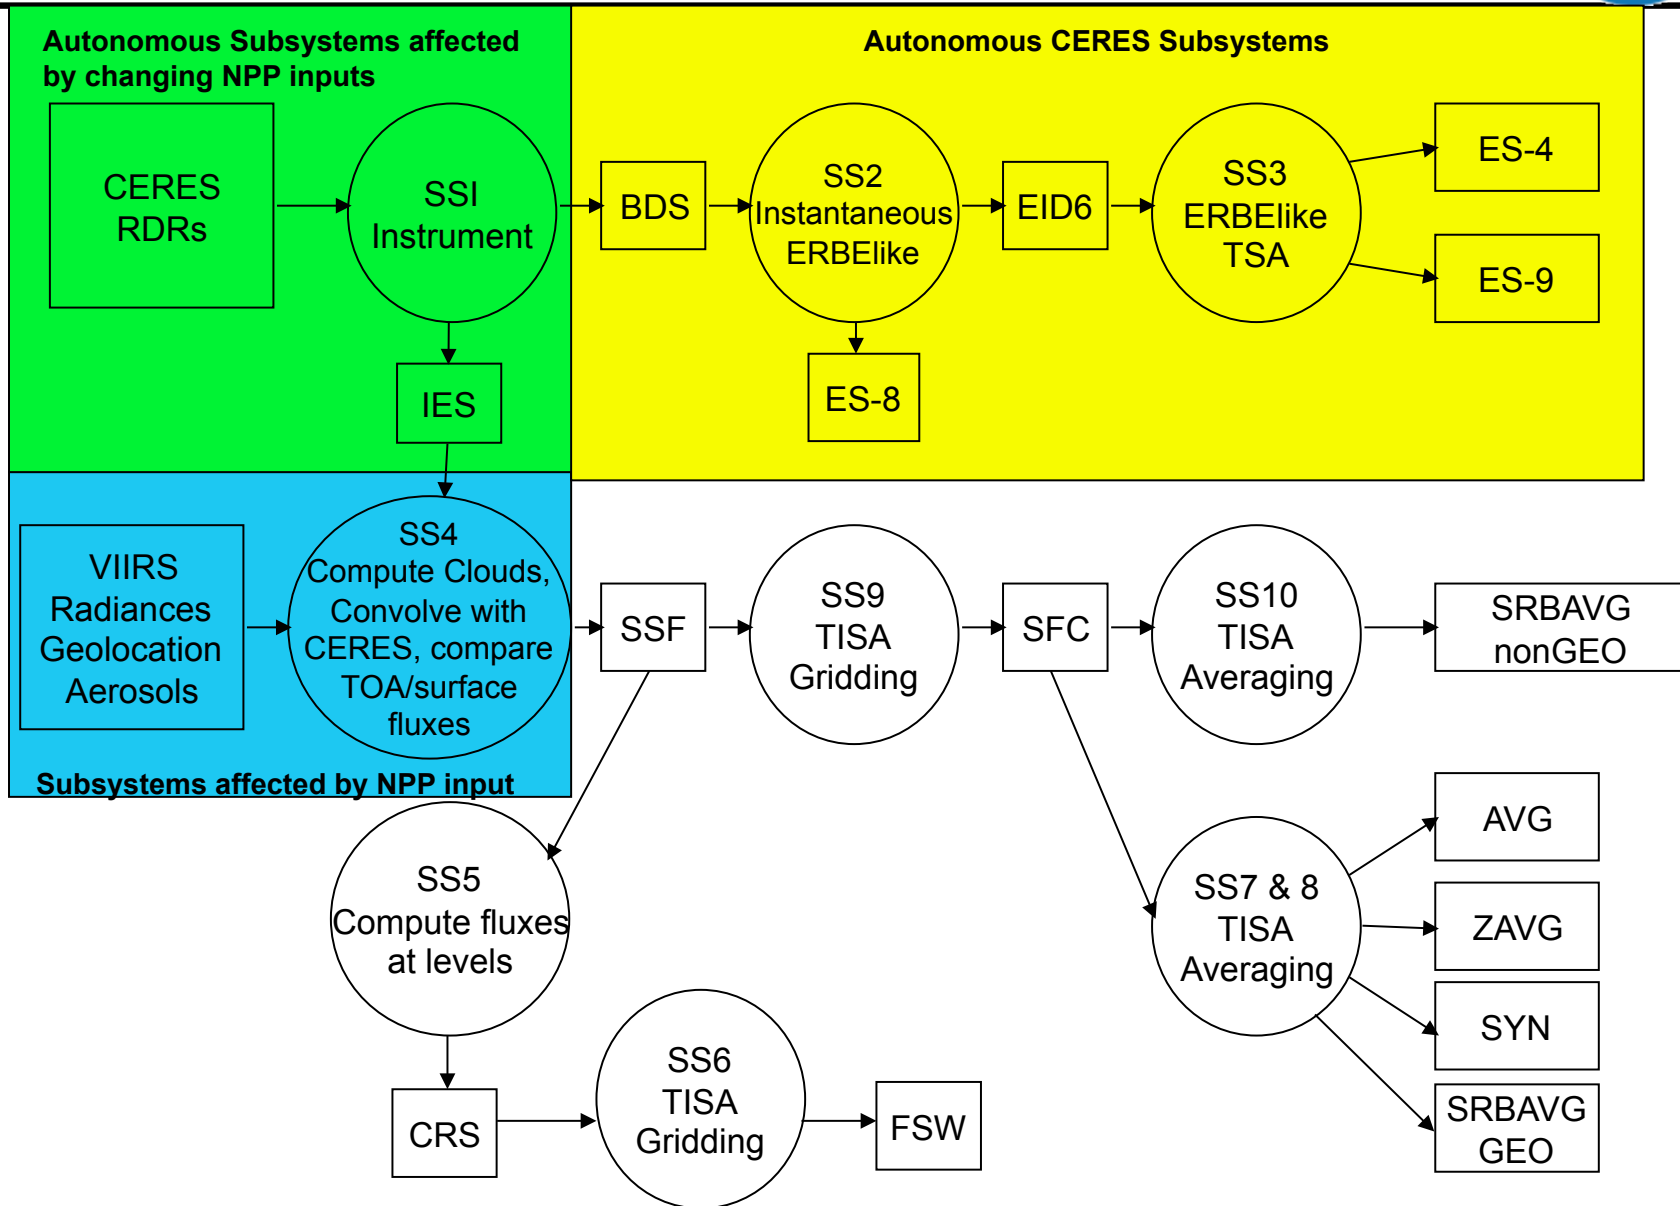 Autonomous Subsystems affected
by changing NPP inputs
Autonomous CERES Subsystems
CERES
RDRs
SSI
Instrument
BDS
SS2
Instantaneous
ERBElike
EID6
SS3
ERBElike
TSA
ES-4
ES-9
IES
ES-8
VIIRS
Radiances
Geolocation
Aerosols
SS4
Compute Clouds,
Convolve with
CERES, compare
TOA/surface
fluxes
Subsystems affected by NPP input
SSF
SS9
TISA
Gridding
SFC
SS10
TISA
Averaging
SRBAVG
nonGEO
SS5
Compute fluxes
at levels
SS7 & 8
TISA
Averaging
AVG
ZAVG
SYN
SRBAVG
GEO
CRS
SS6
TISA
Gridding
FSW